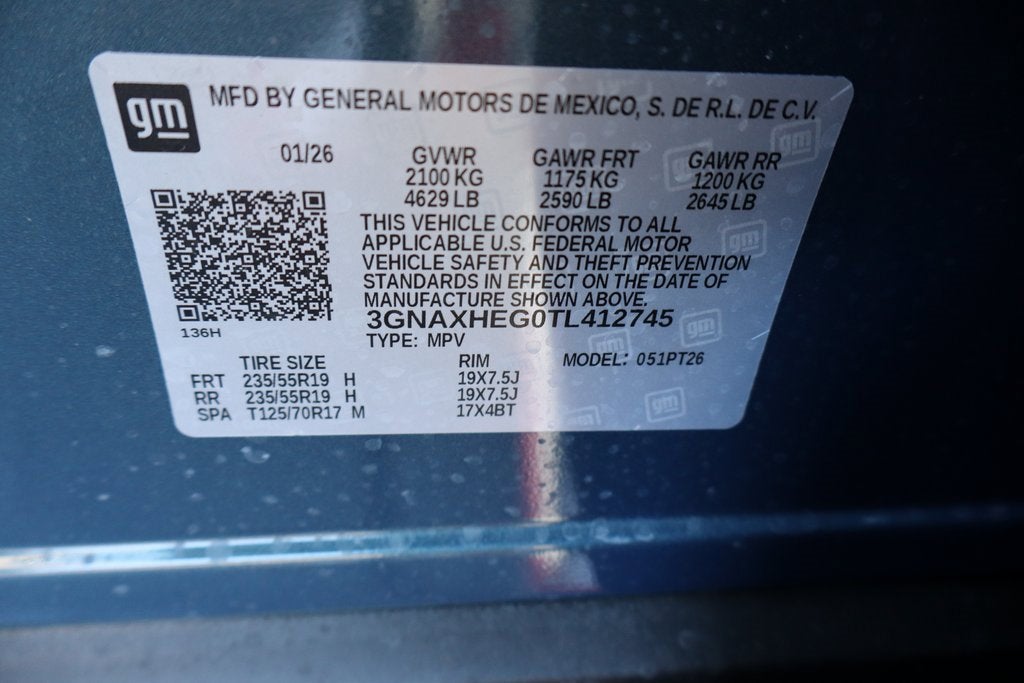 gm
MFD BY GENERAL MOTORS DE MEXICO, S. DE R.L. DE C.V.
01/26 GVWR GAWR FRT GAWR RR
2100 KG 1175 KG 1200 KG
4629 LB 2590 LB 2645 LB
THIS VEHICLE CONFORMS TO ALL
APPLICABLE U.S. FEDERAL MOTOR
VEHICLE SAFETY AND THEFT PREVENTION
STANDARDS IN EFFECT ON THE DATE OF
MANUFACTURE SHOWN ABOVE.
3GNAXHEG0TL412745
136H
TYPE: MPV
TIRE SIZE RIM MODEL: 051PT26
FRT 235/55R19 H 19X7.5J
RR 235/55R19 H 19X7.5J
SPA T125/70R17 M 17X4BT